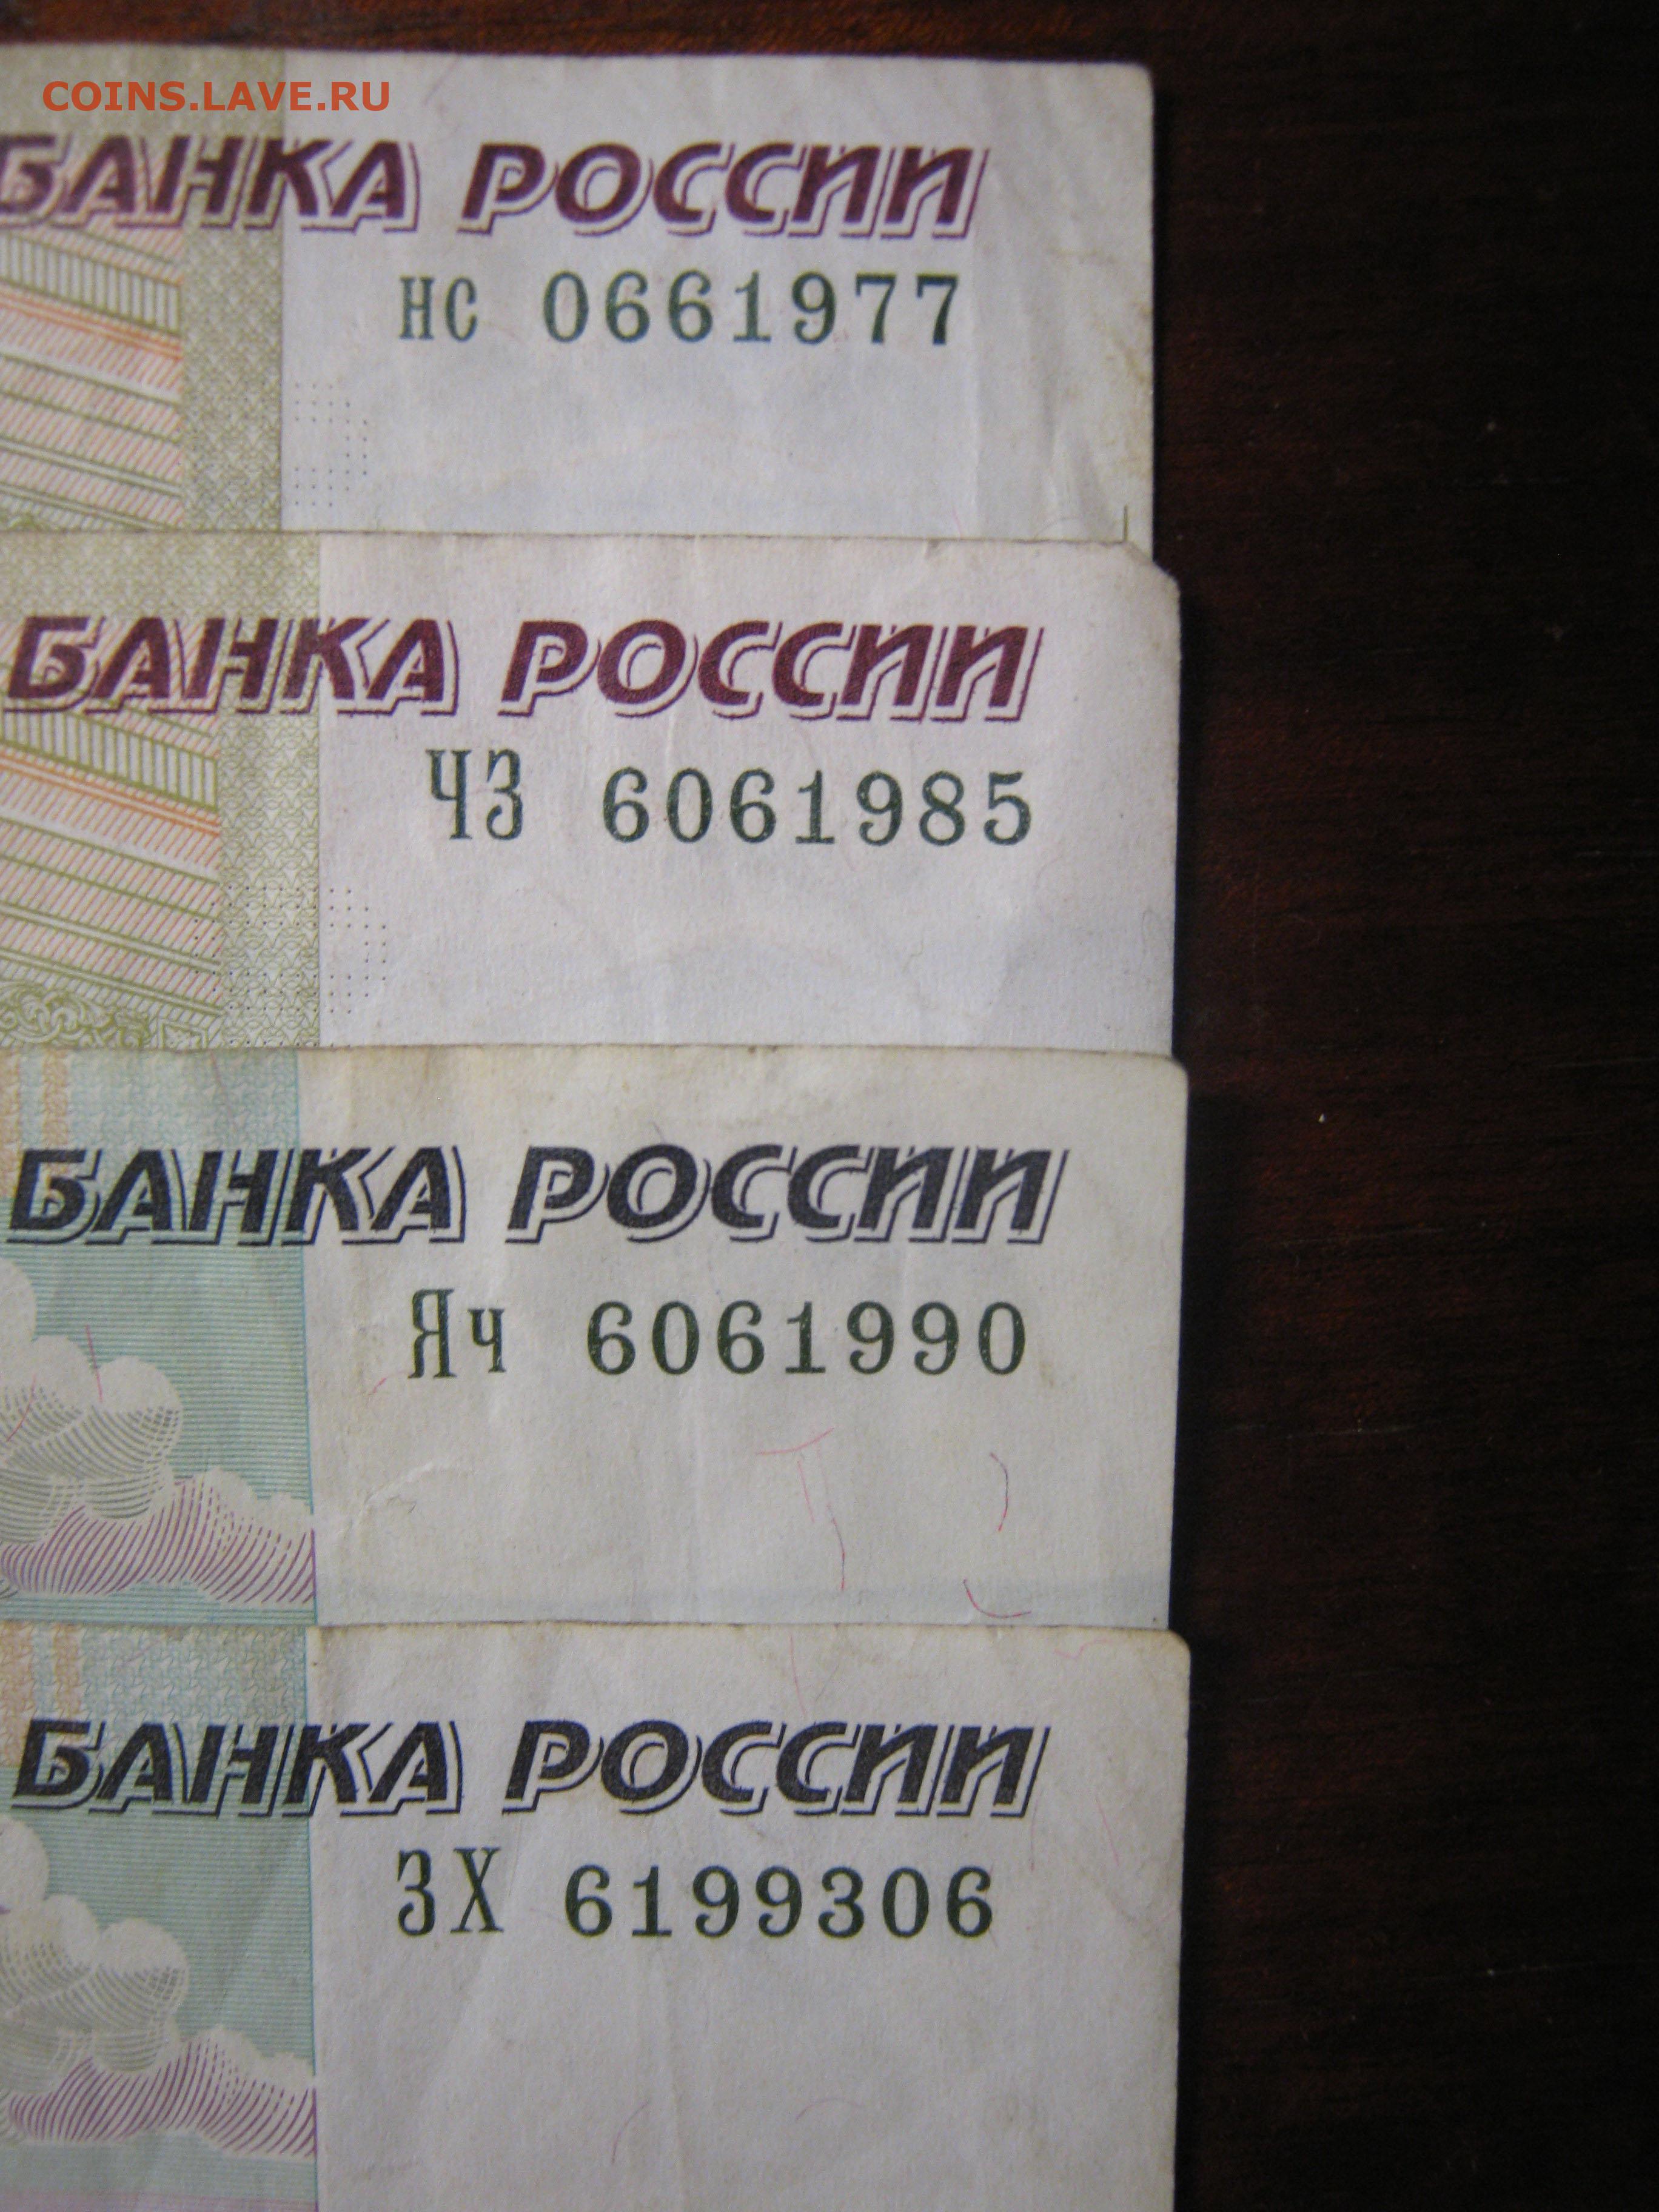 COINS.LAVE.RU
БАНКА РОССИИ
нс 0661977
БАНКА РОССИИ
ЧЗ 6061985
БАНКА РОССИИ
Яч 6061990
БАНКА РОССИИ
ЗХ 6199306